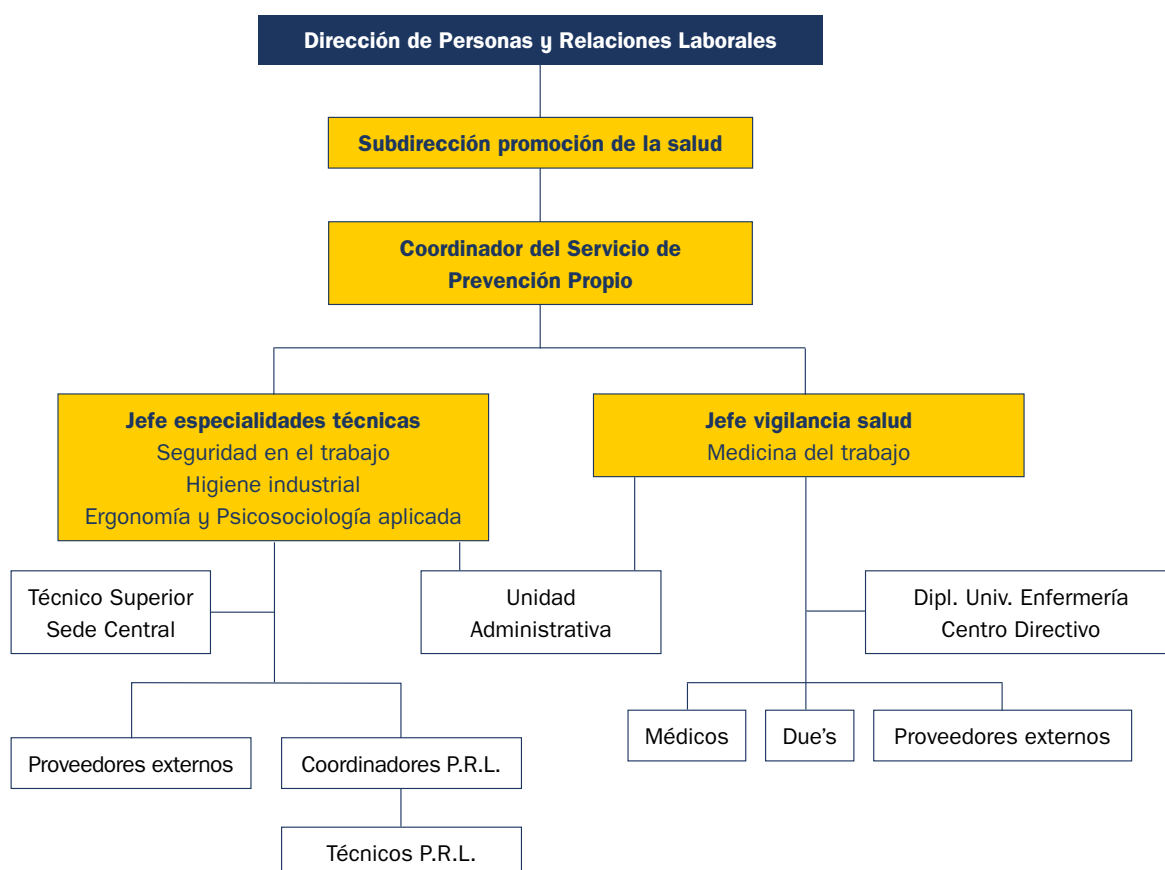 Dirección de Personas y Relaciones Laborales
Subdirección promoción de la salud
Coordinador del Servicio de
Prevención Propio
Jefe especialidades técnicas
Seguridad en el trabajo
Higiene industrial
Ergonomía y Psicosociología aplicada
Jefe vigilancia salud
Medicina del trabajo
Técnico Superior
Sede Central
Unidad
Administrativa
Dipl. Univ. Enfermería
Centro Directivo
Proveedores externos
Coordinadores P.R.L.
Técnicos P.R.L.
Médicos
Due's
Proveedores externos